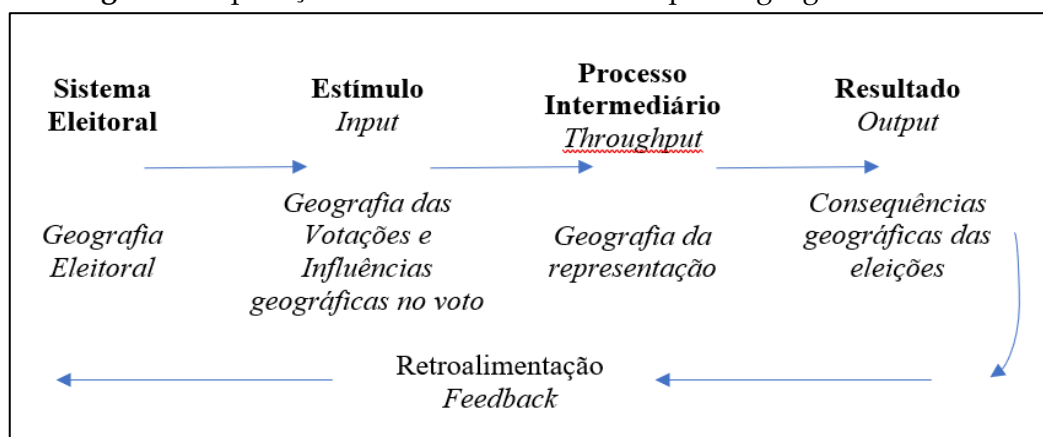 Sistema
Eleitoral
Estímulo
Input
Processo
Intermediário
Throughput
Resultado
Output
Geografia
Eleitoral
Geografia das
Votações e
Influências
geográficas no voto
Geografia da
representação
Consequências
geográficas das
eleições
Retroalimentação
Feedback